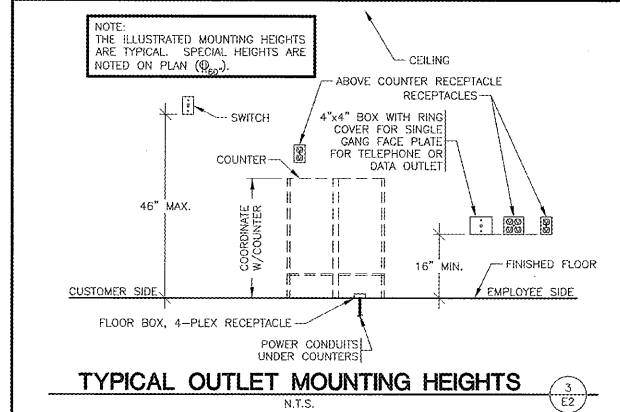 NOTE:
THE ILLUSTRATED MOUNTING HEIGHTS
ARE TYPICAL. SPECIAL HEIGHTS ARE
NOTED ON PLAN (60").
CEILING
ABOVE COUNTER RECEPTACLE
RECEPTACLES
SWITCH
4"x4" BOX WITH RING
COVER FOR SINGLE
GANG FACE PLATE
FOR TELEPHONE OR
DATA OUTLET
COUNTER
46" MAX.
COORDINATE
W/COUNTER
16" MIN.
FINISHED FLOOR
CUSTOMER SIDE
EMPLOYEE SIDE
FLOOR BOX, 4-PLEX RECEPTACLE
POWER CONDUITS
UNDER COUNTERS
TYPICAL OUTLET MOUNTING HEIGHTS
3
E2
N.T.S.